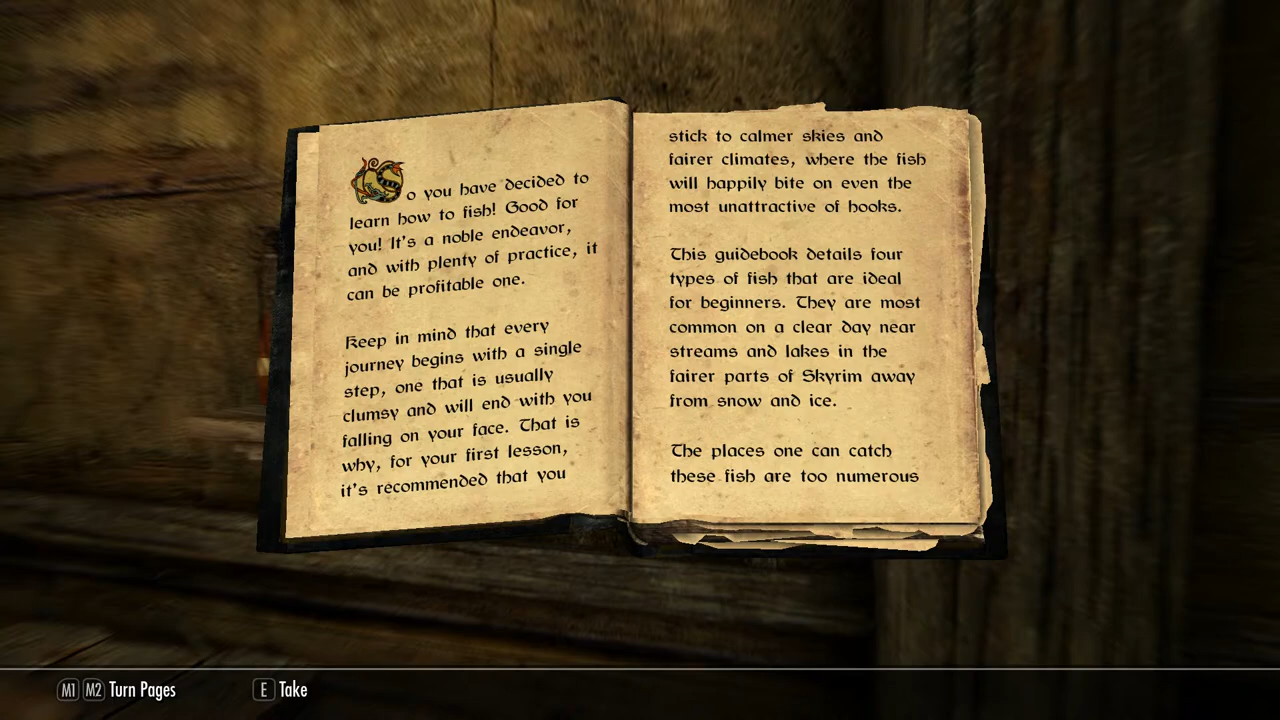 So you have decided to
learn how to fish! Good for
you! It's a noble endeavor,
and with plenty of practice, it
can be profitable one.
Keep in mind that every
journey begins with a single
step, one that is usually
clumsy and will end with you
falling on your face. That is
why, for your first lesson,
it's recommended that you
stick to calmer skies and
fairer climates, where the fish
will happily bite on even the
most unattractive of hooks.
This guidebook details four
types of fish that are ideal
for beginners. They are most
common on a clear day near
streams and lakes in the
fairer parts of Skyrim away
from snow and ice.
The places one can catch
these fish are too numerous
M1 M2 Turn Pages
E Take